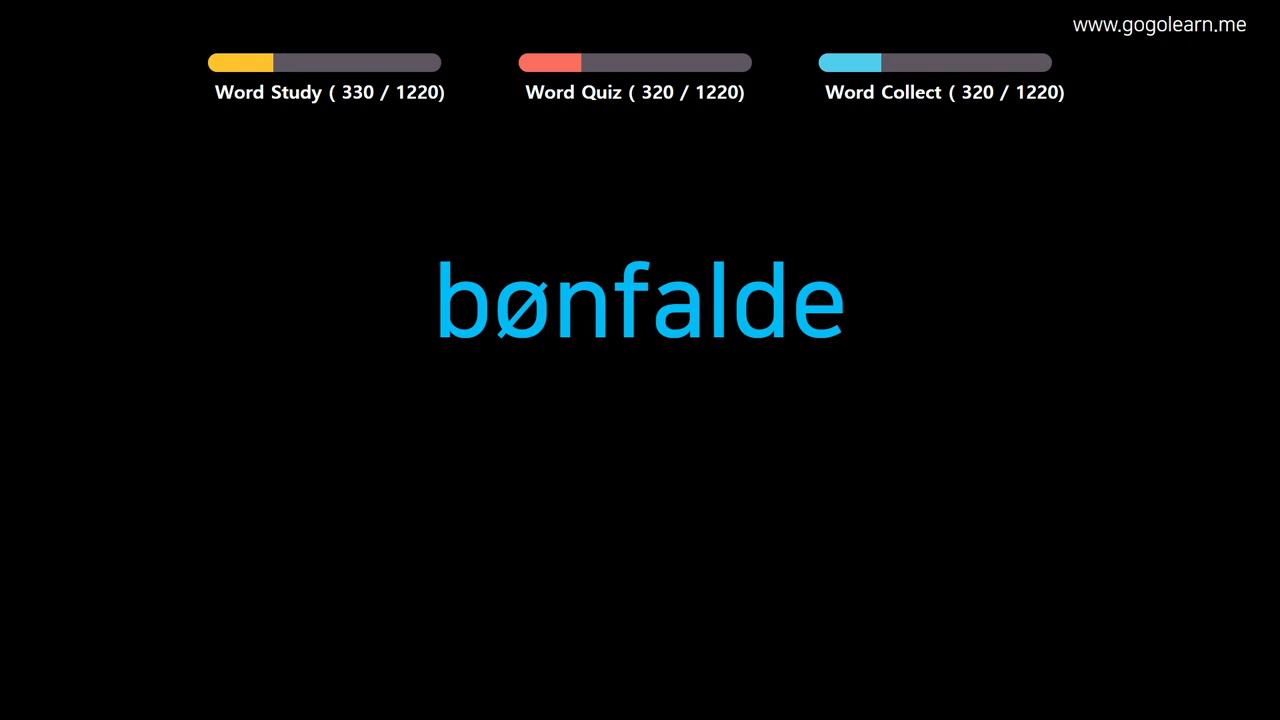 www.gogolearn.me
Word Study ( 330 / 1220)
Word Quiz ( 320 / 1220)
Word Collect ( 320 / 1220)
bønfalde